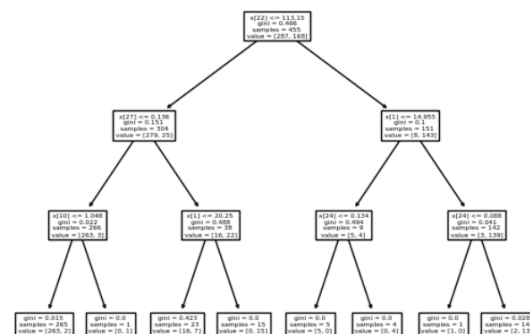 x[22] <= 113.15
gini = 0.466
samples = 455
value = [287, 168]
x[27] <= 0.136
gini = 0.151
samples = 304
value = [279, 25]
x[1] <= 14.955
gini = 0.1
samples = 151
value = [8, 143]
x[10] <= 1.048
gini = 0.022
samples = 266
value = [263, 3]
x[1] <= 20.25
gini = 0.488
samples = 38
value = [16, 22]
x[24] <= 0.134
gini = 0.494
samples = 9
value = [5, 4]
x[24] <= 0.088
gini = 0.041
samples = 142
value = [3, 139]
gini = 0.015
samples = 265
value = [263, 2]
gini = 0.0
samples = 1
value = [0, 1]
gini = 0.423
samples = 23
value = [16, 7]
gini = 0.0
samples = 15
value = [0, 15]
gini = 0.0
samples = 5
value = [5, 0]
gini = 0.0
samples = 4
value = [0, 4]
gini = 0.0
samples = 1
value = [1, 0]
gini = 0.028
samples =
value = [2,